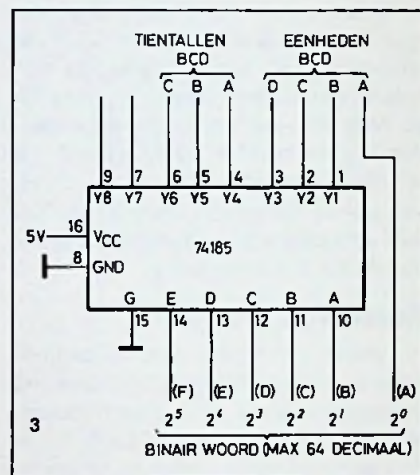 TIENTALLEN EENHEDEN
BCD BCD
C B A D C B A
9 7 6 5 4 3 2 1
Y8 Y7 Y6 Y5 Y4 Y3 Y2 Y1
16
5V VCC 74185
8 GND
G E D C B A
15 14 13 12 11 10
(F) (E) (D) (C) (B) (A)
2⁵ 2⁴ 2³ 2² 2¹ 2⁰
3 BINAIR WOORD (MAX 64 DECIMAAL)